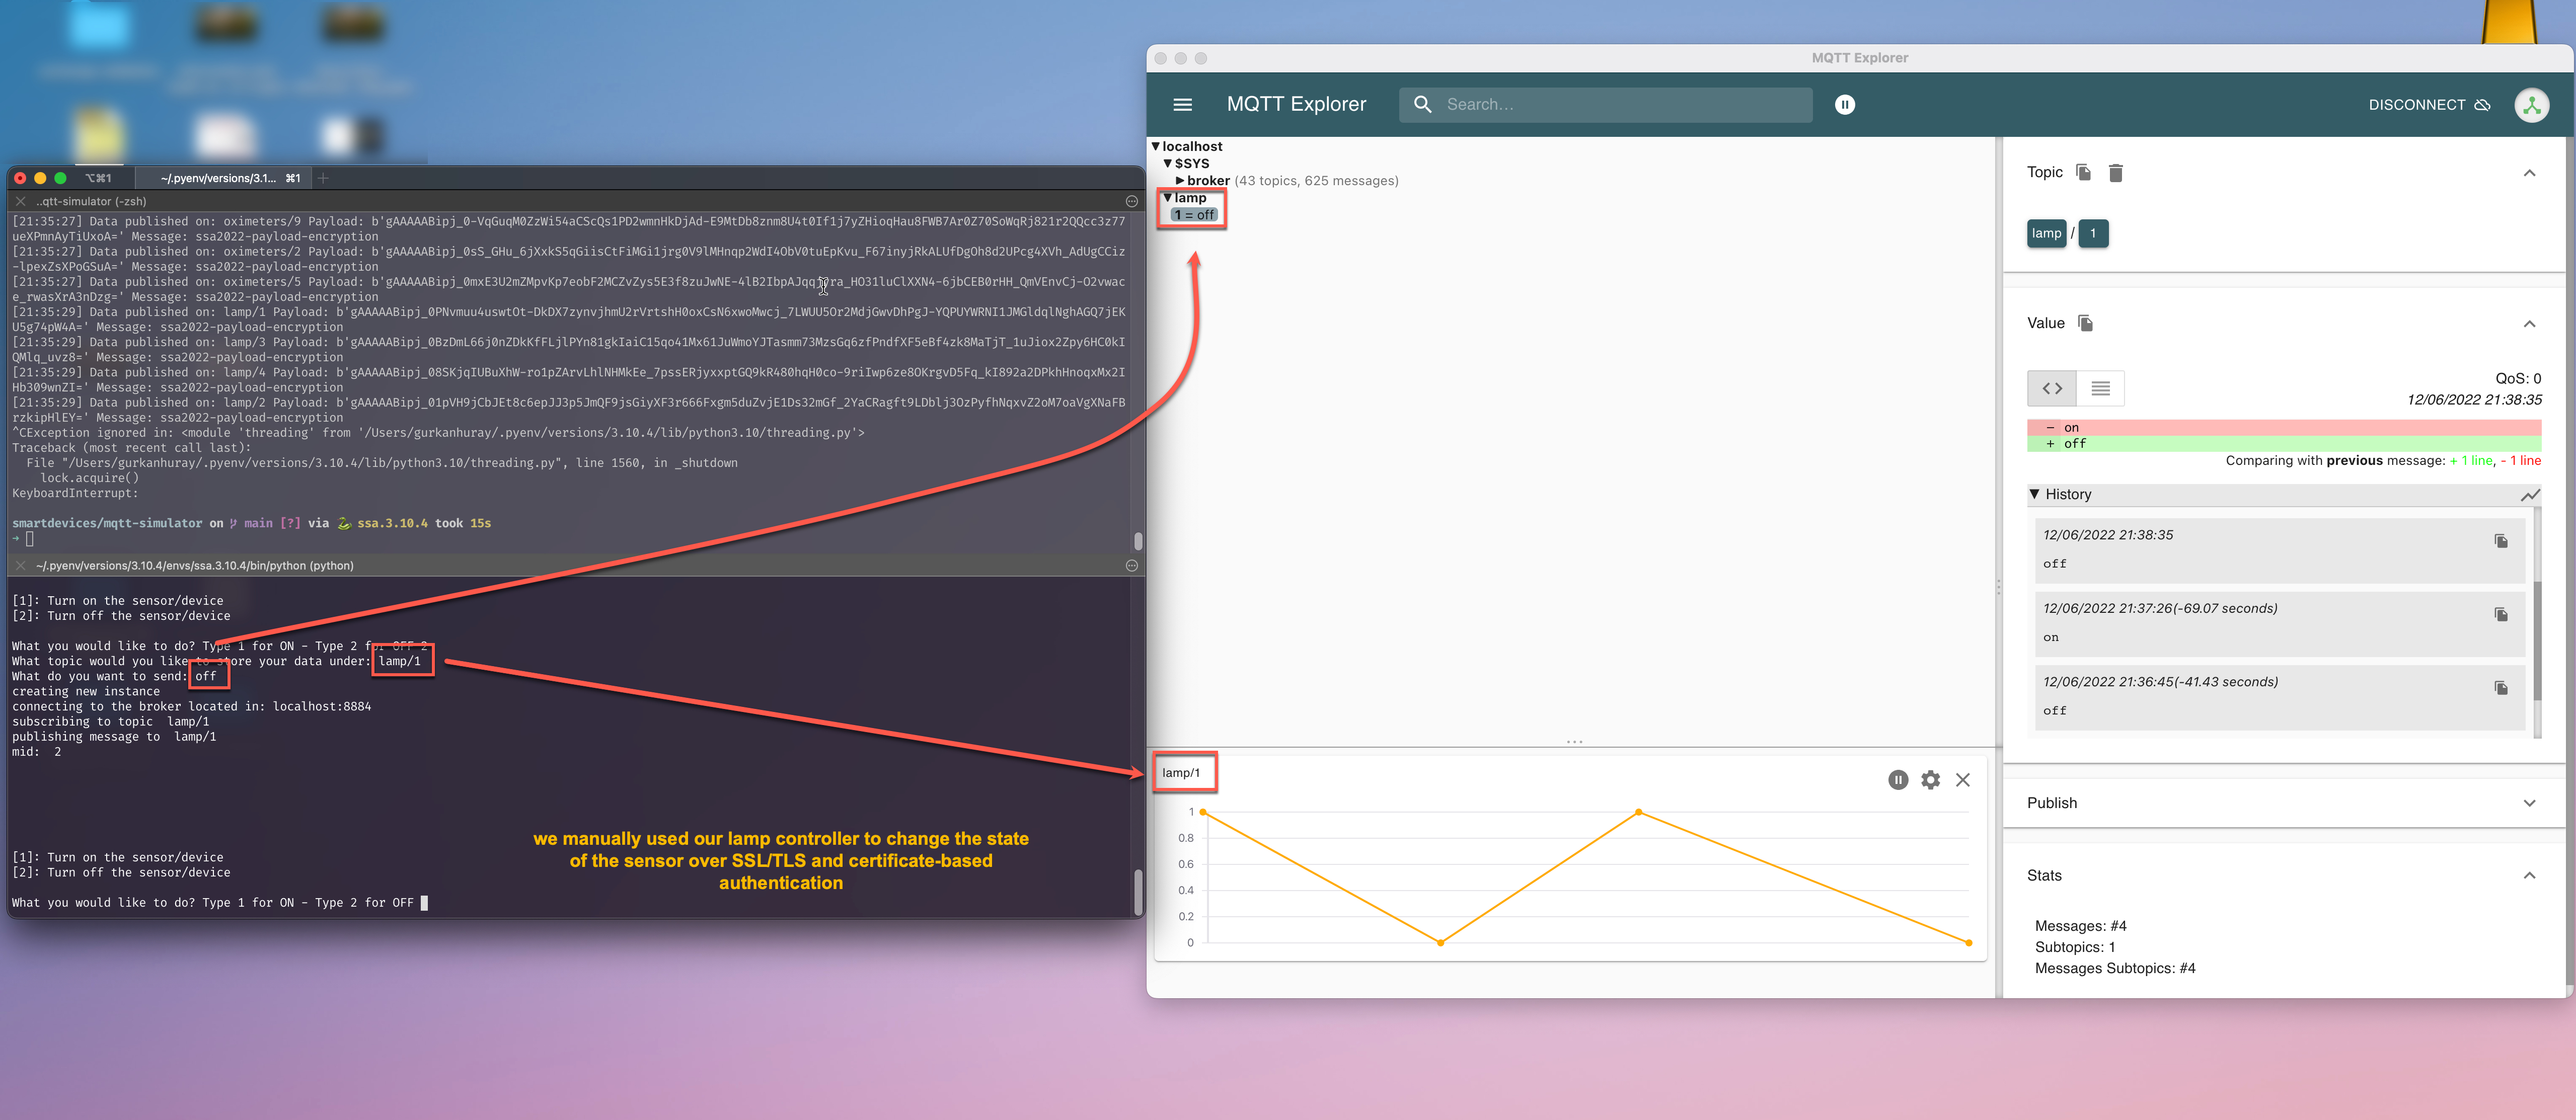 ⌥⌘1
~/.pyenv/versions/3.1... ⌘1
..qtt-simulator (-zsh)
[21:35:27] Data published on: oximeters/9 Payload: b'gAAAAABipj_0-VqGuqM0ZzWi54aCScQs1PD2wmnHkDjAd-E9MtDb8znm8U4t0If1j7yZHioqHau8FWB7Ar0Z70SoWqRj821r2QQcc3z77
ueXPmnAyTiUxoA=' Message: ssa2022-payload-encryption
[21:35:27] Data published on: oximeters/2 Payload: b'gAAAAABipj_0sS_GHu_6jXxkS5qGiisCtFiMGi1jrg0V9lMHnqp2WdI4ObV0tuEpKvu_F67inyjRkALUfDgOh8d2UPcg4XVh_AdUgCCiz
-lpexZsXPoGSuA=' Message: ssa2022-payload-encryption
[21:35:27] Data published on: oximeters/5 Payload:
e_rwasXrA3nDzg=' Message: ssa2022-payload-encryption
[21:35:29] Data published on: lamp/1 Payload: b'gAAAAABipj_0PNvmuu4uswtOt-DkDX7zynvjhmU2rVrtshH0oxCsN6xwoMwcj_7LWUU5Or2MdjGwvDhPgJ-YQPUYWRNI1JMGldqlNghAGQ7jEK
U5g74pW4A=' Message: ssa2022-payload-encryption
[21:35:29] Data published on: lamp/3 Payload: b'gAAAAABipj_0BzDmL66j0nZDkKfFLjlPYn81gkIaiC15qo41Mx61JuWmoYJTasmm73MzsGq6zfPndfXF5eBf4zk8MaTjT_1uJiox2Zpy6HC0kI
QMlq_uvz8=' Message: ssa2022-payload-encryption
[21:35:29] Data published on: lamp/4 Payload: b'gAAAAABipj_08SKjqIUBuXhW-ro1pZArvLhlNHMkEe_7pssERjyxxptGQ9kR480hqH0co-9riIwp6ze8OKrgvD5Fq_kI892a2DPkhHnoqxMx2I
Hb309wnZI=' Message: ssa2022-payload-encryption
[21:35:29] Data published on: lamp/2 Payload: b'gAAAAABipj_01pVH9jCbJEt8c6epJJ3p5JmQF9jsGiyXF3r666Fxgm5duZvjE1Ds32mGf_2YaCRagft9LDblj3OzPyfhNqxvZ2oM7oaVgXNaFB
rzkipHlEY=' Message: ssa2022-payload-encryption
^CException ignored in: <module 'threading' from '/Users/gurkanhuray/.pyenv/versions/3.10.4/lib/python3.10/threading.py'>
Traceback (most recent call last):
File "/Users/gurkanhuray/.pyenv/versions/3.10.4/lib/python3.10/threading.py", line 1560, in _shutdown
lock.acquire()
KeyboardInterrupt:
smartdevices/mqtt-simulator on main [?] via ssa.3.10.4 took 15s
→
~/.pyenv/versions/3.10.4/envs/ssa.3.10.4/bin/python (python)
[1]: Turn on the sensor/device
[2]: Turn off the sensor/device
What you would like to do? Type 1 for ON - Type 2 for OFF 2
What topic would you like to store your data under: lamp/1
What do you want to send: off
creating new instance
connecting to the broker located in: localhost:8884
subscribing to topic  lamp/1
publishing message to  lamp/1
mid:  2
we manually used our lamp controller to change the state
of the sensor over SSL/TLS and certificate-based
authentication
[1]: Turn on the sensor/device
[2]: Turn off the sensor/device
What you would like to do? Type 1 for ON - Type 2 for OFF
MQTT Explorer
MQTT Explorer
Search...
DISCONNECT
▼ localhost
▼ $SYS
▶ broker (43 topics, 625 messages)
▼ lamp
1 = off
lamp/1
1
0.8
0.6
0.4
0.2
0
Topic
lamp / 1
Value
QoS: 0
12/06/2022 21:38:35
- on
+ off
Comparing with previous message: + 1 line, - 1 line
▼ History
12/06/2022 21:38:35
off
12/06/2022 21:37:26(-69.07 seconds)
on
12/06/2022 21:36:45(-41.43 seconds)
off
Publish
Stats
Messages: #4
Subtopics: 1
Messages Subtopics: #4